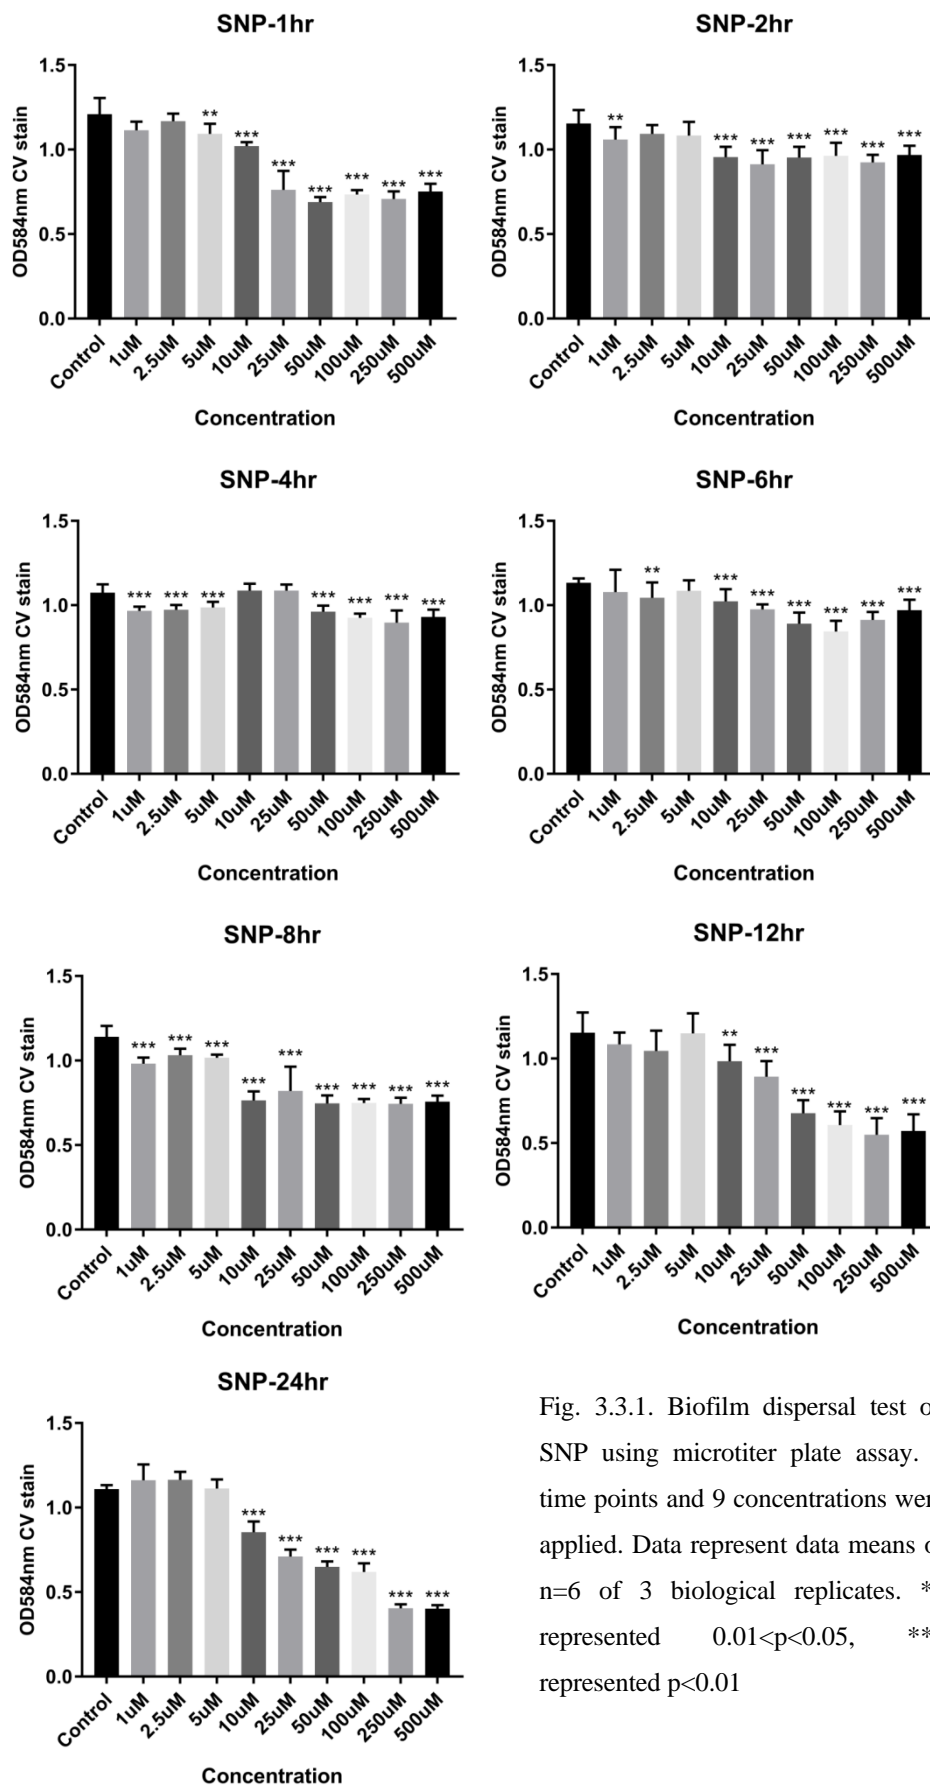 SNP-1hr
OD584nm CV stain
1.5
1.0
0.5
0.0
** *** *** *** *** *** ***
Control 1uM 2.5uM 5uM 10uM 25uM 50uM 100uM 250uM 500uM
Concentration
SNP-2hr
OD584nm CV stain
1.5
1.0
0.5
0.0
** *** *** *** *** *** ***
Control 1uM 2.5uM 5uM 10uM 25uM 50uM 100uM 250uM 500uM
Concentration
SNP-4hr
OD584nm CV stain
1.5
1.0
0.5
0.0
*** *** *** *** *** *** ***
Control 1uM 2.5uM 5uM 10uM 25uM 50uM 100uM 250uM 500uM
Concentration
SNP-6hr
OD584nm CV stain
1.5
1.0
0.5
0.0
** *** *** *** *** *** ***
Control 1uM 2.5uM 5uM 10uM 25uM 50uM 100uM 250uM 500uM
Concentration
SNP-8hr
OD584nm CV stain
1.5
1.0
0.5
0.0
*** *** *** *** *** *** *** *** ***
Control 1uM 2.5uM 5uM 10uM 25uM 50uM 100uM 250uM 500uM
Concentration
SNP-12hr
OD584nm CV stain
1.5
1.0
0.5
0.0
** *** *** *** *** ***
Control 1uM 2.5uM 5uM 10uM 25uM 50uM 100uM 250uM 500uM
Concentration
SNP-24hr
OD584nm CV stain
1.5
1.0
0.5
0.0
*** *** *** *** *** ***
Control 1uM 2.5uM 5uM 10uM 25uM 50uM 100uM 250uM 500uM
Concentration
Fig. 3.3.1. Biofilm dispersal test
SNP using microtiter plate assay.
time points and 9 concentrations
applied. Data represent data means
n=6 of 3 biological replicates. *
represented 0.01<p<0.05, **
represented p<0.01